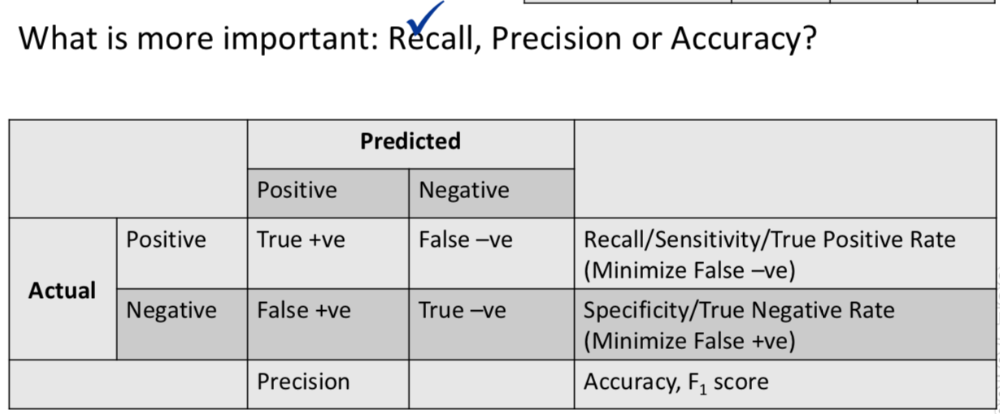 What is more important: Recall, Precision or Accuracy?
Predicted
Positive Negative
Actual
Positive True +ve False –ve Recall/Sensitivity/True Positive Rate
(Minimize False –ve)
Negative False +ve True –ve Specificity/True Negative Rate
(Minimize False +ve)
Precision Accuracy, F₁ score